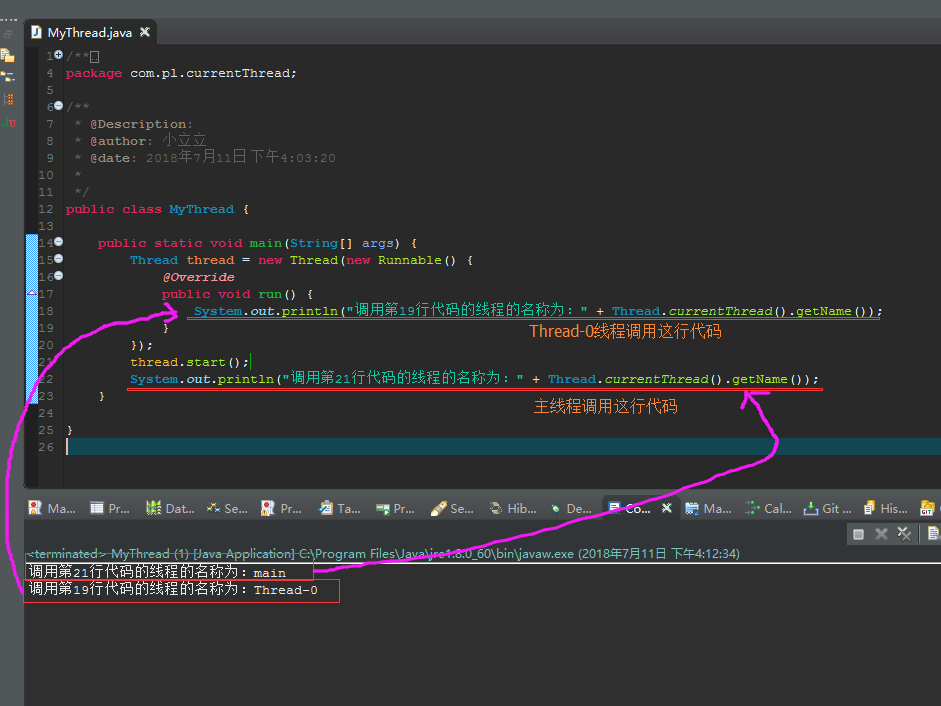 MyThread.java
1 /**
4 package com.pl.currentThread;
5
6 /**
7  * @Description:
8  * @author: 小立立
9  * @date: 2018年7月11日 下午4:03:20
10  *
11  */
12 public class MyThread {
13
14     public static void main(String[] args) {
15         Thread thread = new Thread(new Runnable() {
16             @Override
17             public void run() {
18                 System.out.println("调用第19行代码的线程的名称为：" + Thread.currentThread().getName());
19             }
Thread-0线程调用这行代码
20         });
21         thread.start();
22         System.out.println("调用第21行代码的线程的名称为：" + Thread.currentThread().getName());
23     }
主线程调用这行代码
24
25 }
26
Ma... Pr... Dat... Se... Pr... Ta... Pr... Se... Hib... De... Co... Ma... Cal... Git ... His...
<terminated> MyThread (1) [Java Application] C:\Program Files\Java\jre1.8.0_60\bin\javaw.exe (2018年7月11日 下午4:12:34)
调用第21行代码的线程的名称为：main
调用第19行代码的线程的名称为：Thread-0